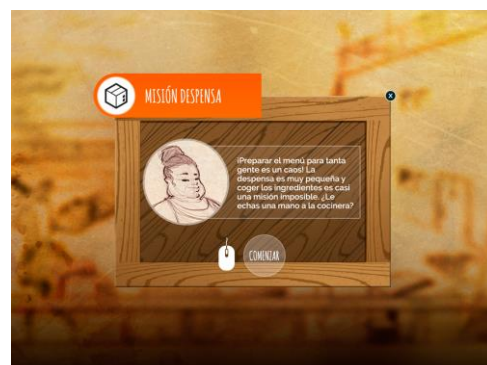 MISIÓN DESPENSA
X
¡Preparar el menú para tanta
gente es un caos! La
despensa es muy pequeña y
coger los ingredientes es casi
una misión imposible. ¿Le
echas una mano a la cocinera?
COMENZAR